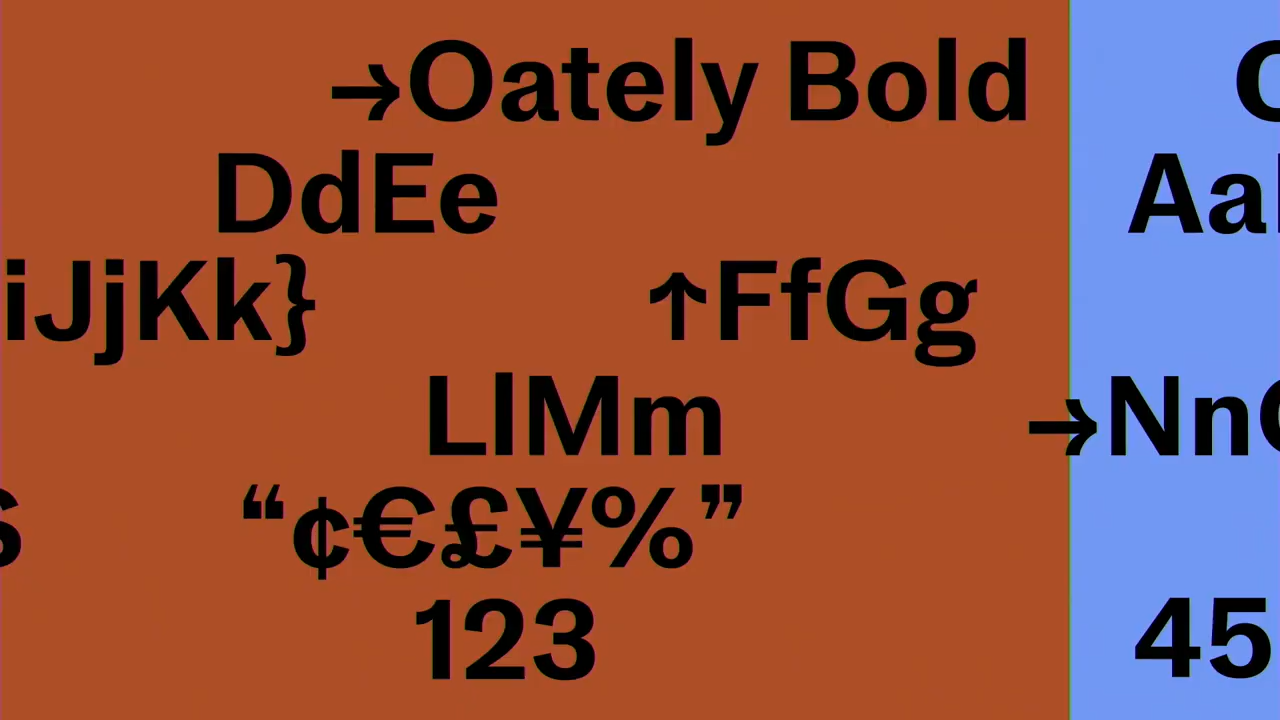 →Oately Bold
DdEe Aa
iJjKk} ↑FfGg
LlMm →Nn
“¢€£¥%”
123 45